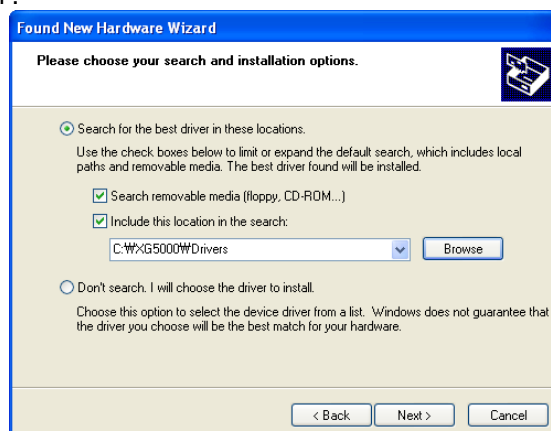 Found New Hardware Wizard
Please choose your search and installation options.
Search for the best driver in these locations.
Use the check boxes below to limit or expand the default search, which includes local
paths and removable media. The best driver found will be installed.
Search removable media (floppy, CD-ROM...)
Include this location in the search:
C:₩XG5000₩Drivers
Browse
Don't search. I will choose the driver to install.
Choose this option to select the device driver from a list. Windows does not guarantee that
the driver you choose will be the best match for your hardware.
< Back
Next >
Cancel